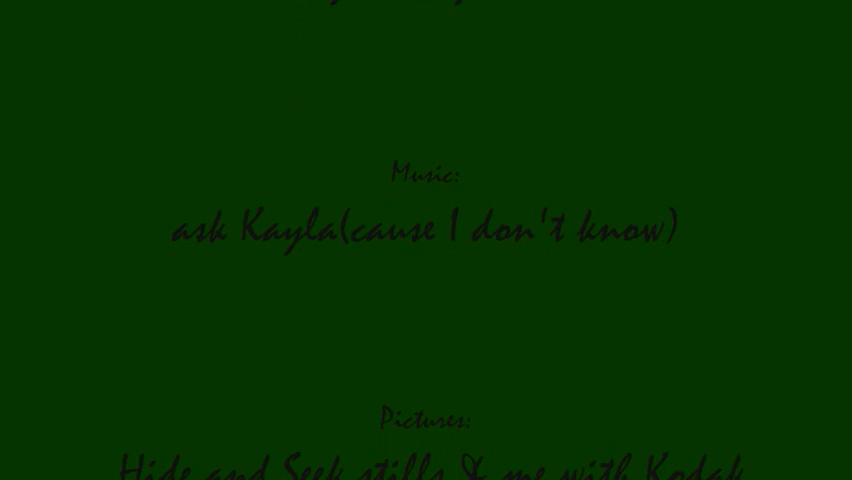 Music:
ask Kayla(cause I don't know)
Pictures:
Hide and Seek stills & me with Kodak